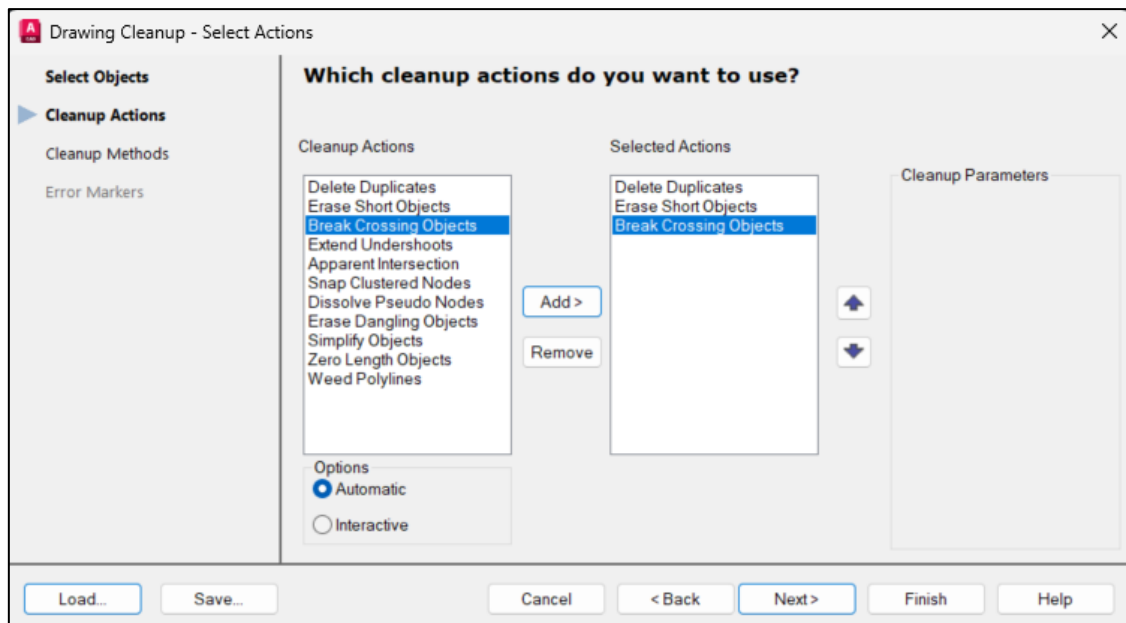 A
CAD
Drawing Cleanup - Select Actions
Select Objects
Cleanup Actions
Cleanup Methods
Error Markers
Which cleanup actions do you want to use?
Cleanup Actions
Delete Duplicates
Erase Short Objects
Break Crossing Objects
Extend Undershoots
Apparent Intersection
Snap Clustered Nodes
Dissolve Pseudo Nodes
Erase Dangling Objects
Simplify Objects
Zero Length Objects
Weed Polylines
Options
Automatic
Interactive
Add >
Remove
Selected Actions
Delete Duplicates
Erase Short Objects
Break Crossing Objects
Cleanup Parameters
Load...
Save...
Cancel
< Back
Next >
Finish
Help